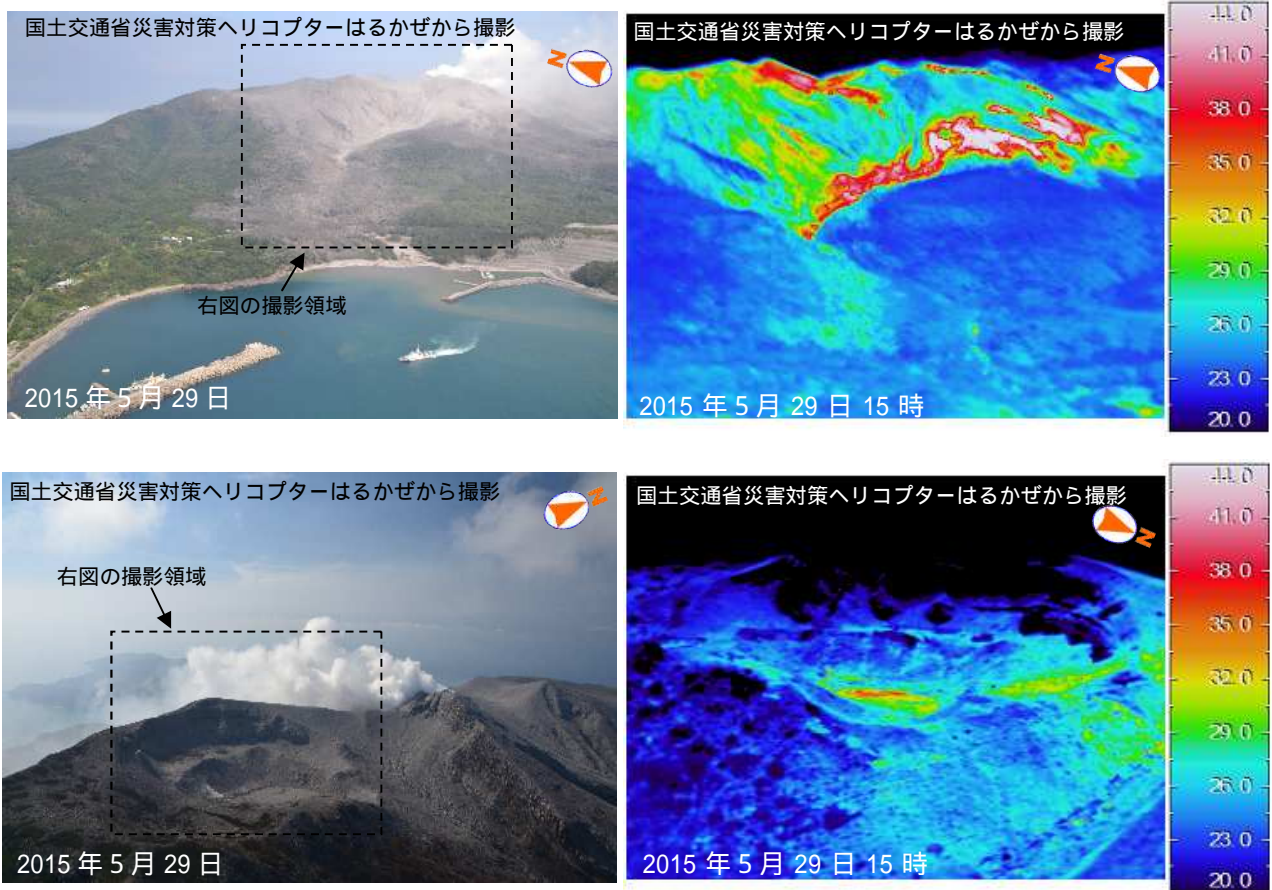 国土交通省災害対策ヘリコプターはるかぜから撮影
N
右図の撮影領域
2015 年 5 月 29 日
国土交通省災害対策ヘリコプターはるかぜから撮影
N
2015 年 5 月 29 日 15 時
44.0
41.0
38.0
35.0
32.0
29.0
26.0
23.0
20.0
国土交通省災害対策ヘリコプターはるかぜから撮影
N
右図の撮影領域
2015 年 5 月 29 日
国土交通省災害対策ヘリコプターはるかぜから撮影
N
2015 年 5 月 29 日 15 時
44.0
41.0
38.0
35.0
32.0
29.0
26.0
23.0
20.0